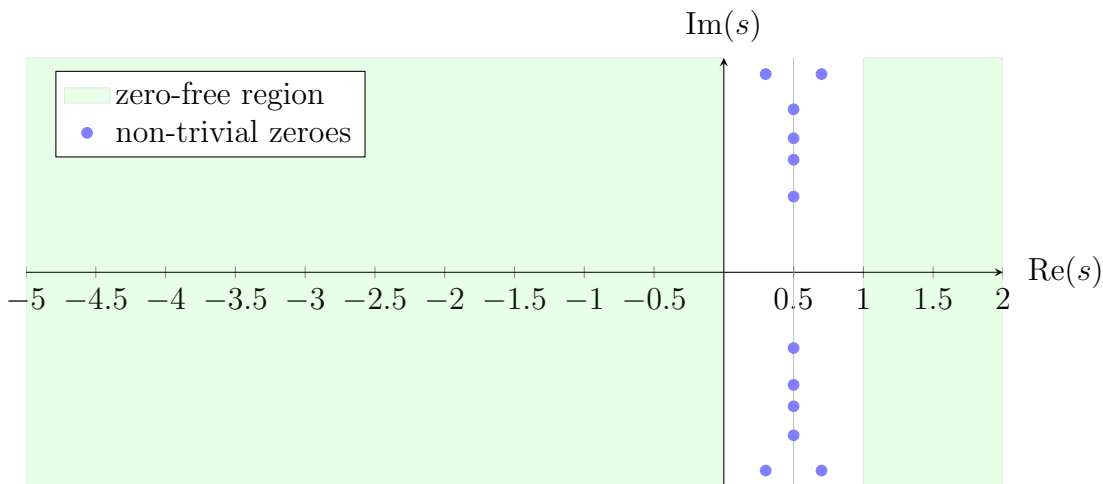 Im(s)
zero-free region
non-trivial zeroes
Re(s)
−5 −4.5 −4 −3.5 −3 −2.5 −2 −1.5 −1 −0.5 0.5 1 1.5 2